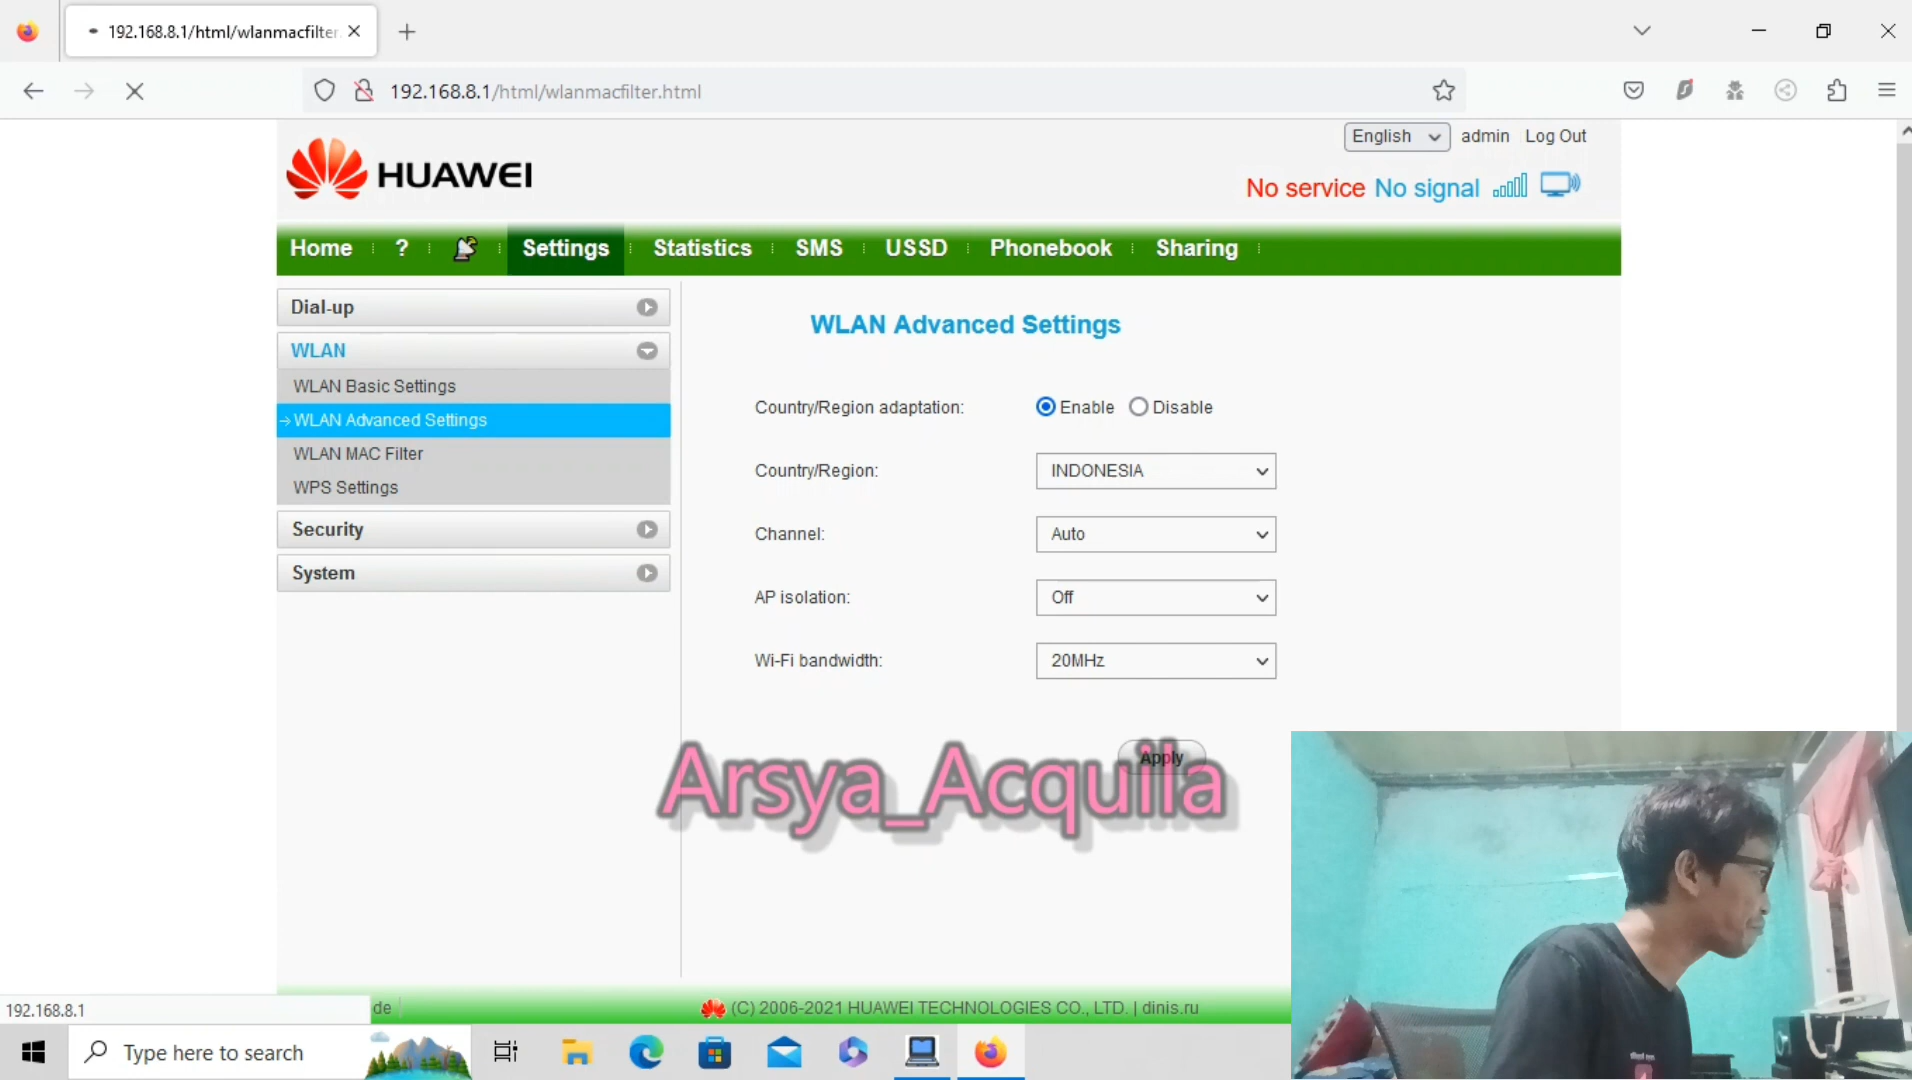 192.168.8.1/html/wlanmacfilter.
192.168.8.1/html/wlanmacfilter.html
English admin Log Out
HUAWEI
No service No signal
Home ? Settings Statistics SMS USSD Phonebook Sharing
Dial-up
WLAN
WLAN Basic Settings
WLAN Advanced Settings
WLAN MAC Filter
WPS Settings
Security
System
WLAN Advanced Settings
Country/Region adaptation: Enable Disable
Country/Region: INDONESIA
Channel: Auto
AP isolation: Off
Wi-Fi bandwidth: 20MHz
Apply
Arsya_Acquila
192.168.8.1
de
(C) 2006-2021 HUAWEI TECHNOLOGIES CO., LTD. | dinis.ru
Type here to search